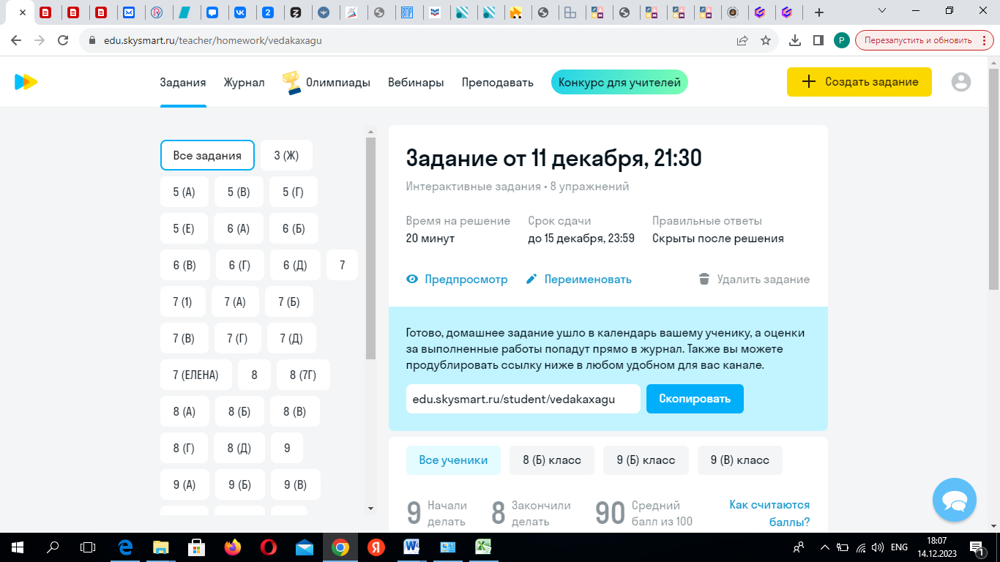 edu.skysmart.ru/teacher/homework/vedakaxagu
P
Перезапустить и обновить
Задания Журнал Олимпиады Вебинары Преподавать Конкурс для учителей
Создать задание
Все задания 3 (Ж)
5 (А) 5 (В) 5 (Г)
5 (Е) 6 (А) 6 (Б)
6 (В) 6 (Г) 6 (Д) 7
7 (1) 7 (А) 7 (Б)
7 (В) 7 (Г) 7 (Д)
7 (ЕЛЕНА) 8 8 (7Г)
8 (А) 8 (Б) 8 (В)
8 (Г) 8 (Д) 9
9 (А) 9 (Б) 9 (В)
Задание от 11 декабря, 21:30
Интерактивные задания • 8 упражнений
Время на решение Срок сдачи Правильные ответы
20 минут до 15 декабря, 23:59 Скрыты после решения
Предпросмотр Переименовать Удалить задание
Готово, домашнее задание ушло в календарь вашему ученику, а оценки
за выполненные работы попадут прямо в журнал. Также вы можете
продублировать ссылку ниже в любом удобном для вас канале.
edu.skysmart.ru/student/vedakaxagu Скопировать
Все ученики 8 (Б) класс 9 (Б) класс 9 (В) класс
9 Начали делать
8 Закончили делать
90 Средний балл из 100
Как считаются
баллы?
ENG
18:07
14.12.2023
1